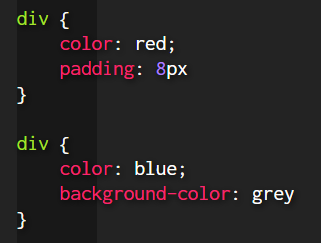 div {
    color: red;
    padding: 8px
}

div {
    color: blue;
    background-color: grey
}